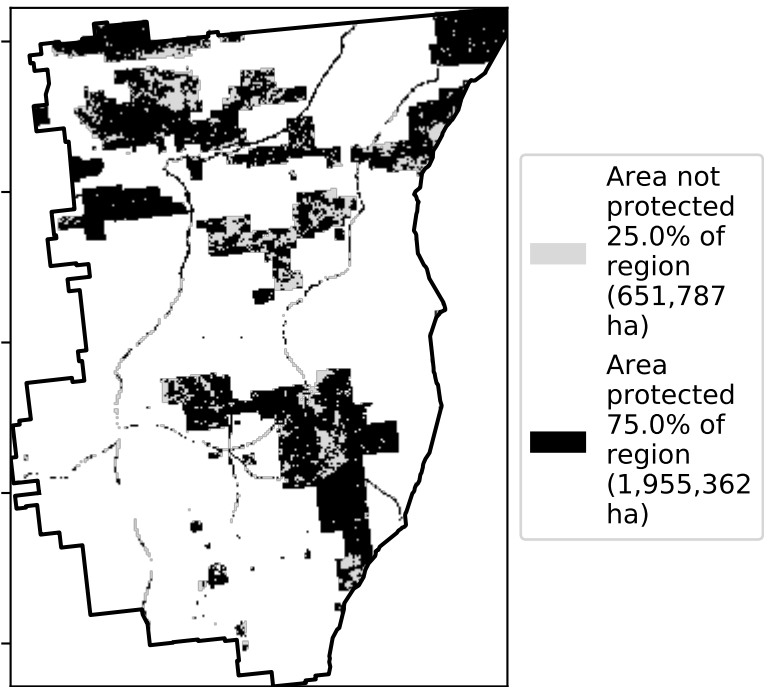 Area not
protected
25.0% of
region
(651,787
ha)
Area
protected
75.0% of
region
(1,955,362
ha)